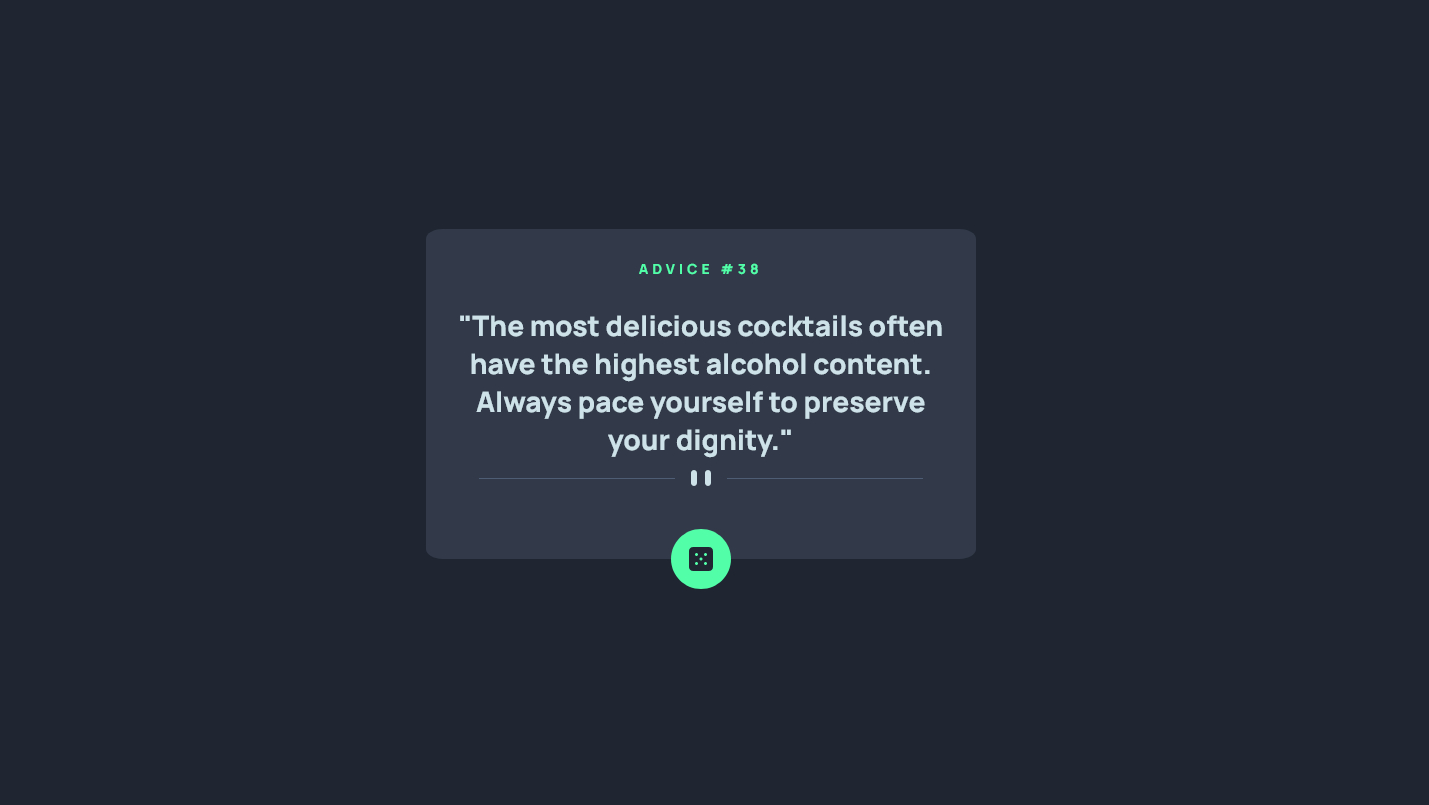 ADVICE #38
"The most delicious cocktails often
have the highest alcohol content.
Always pace yourself to preserve
your dignity."